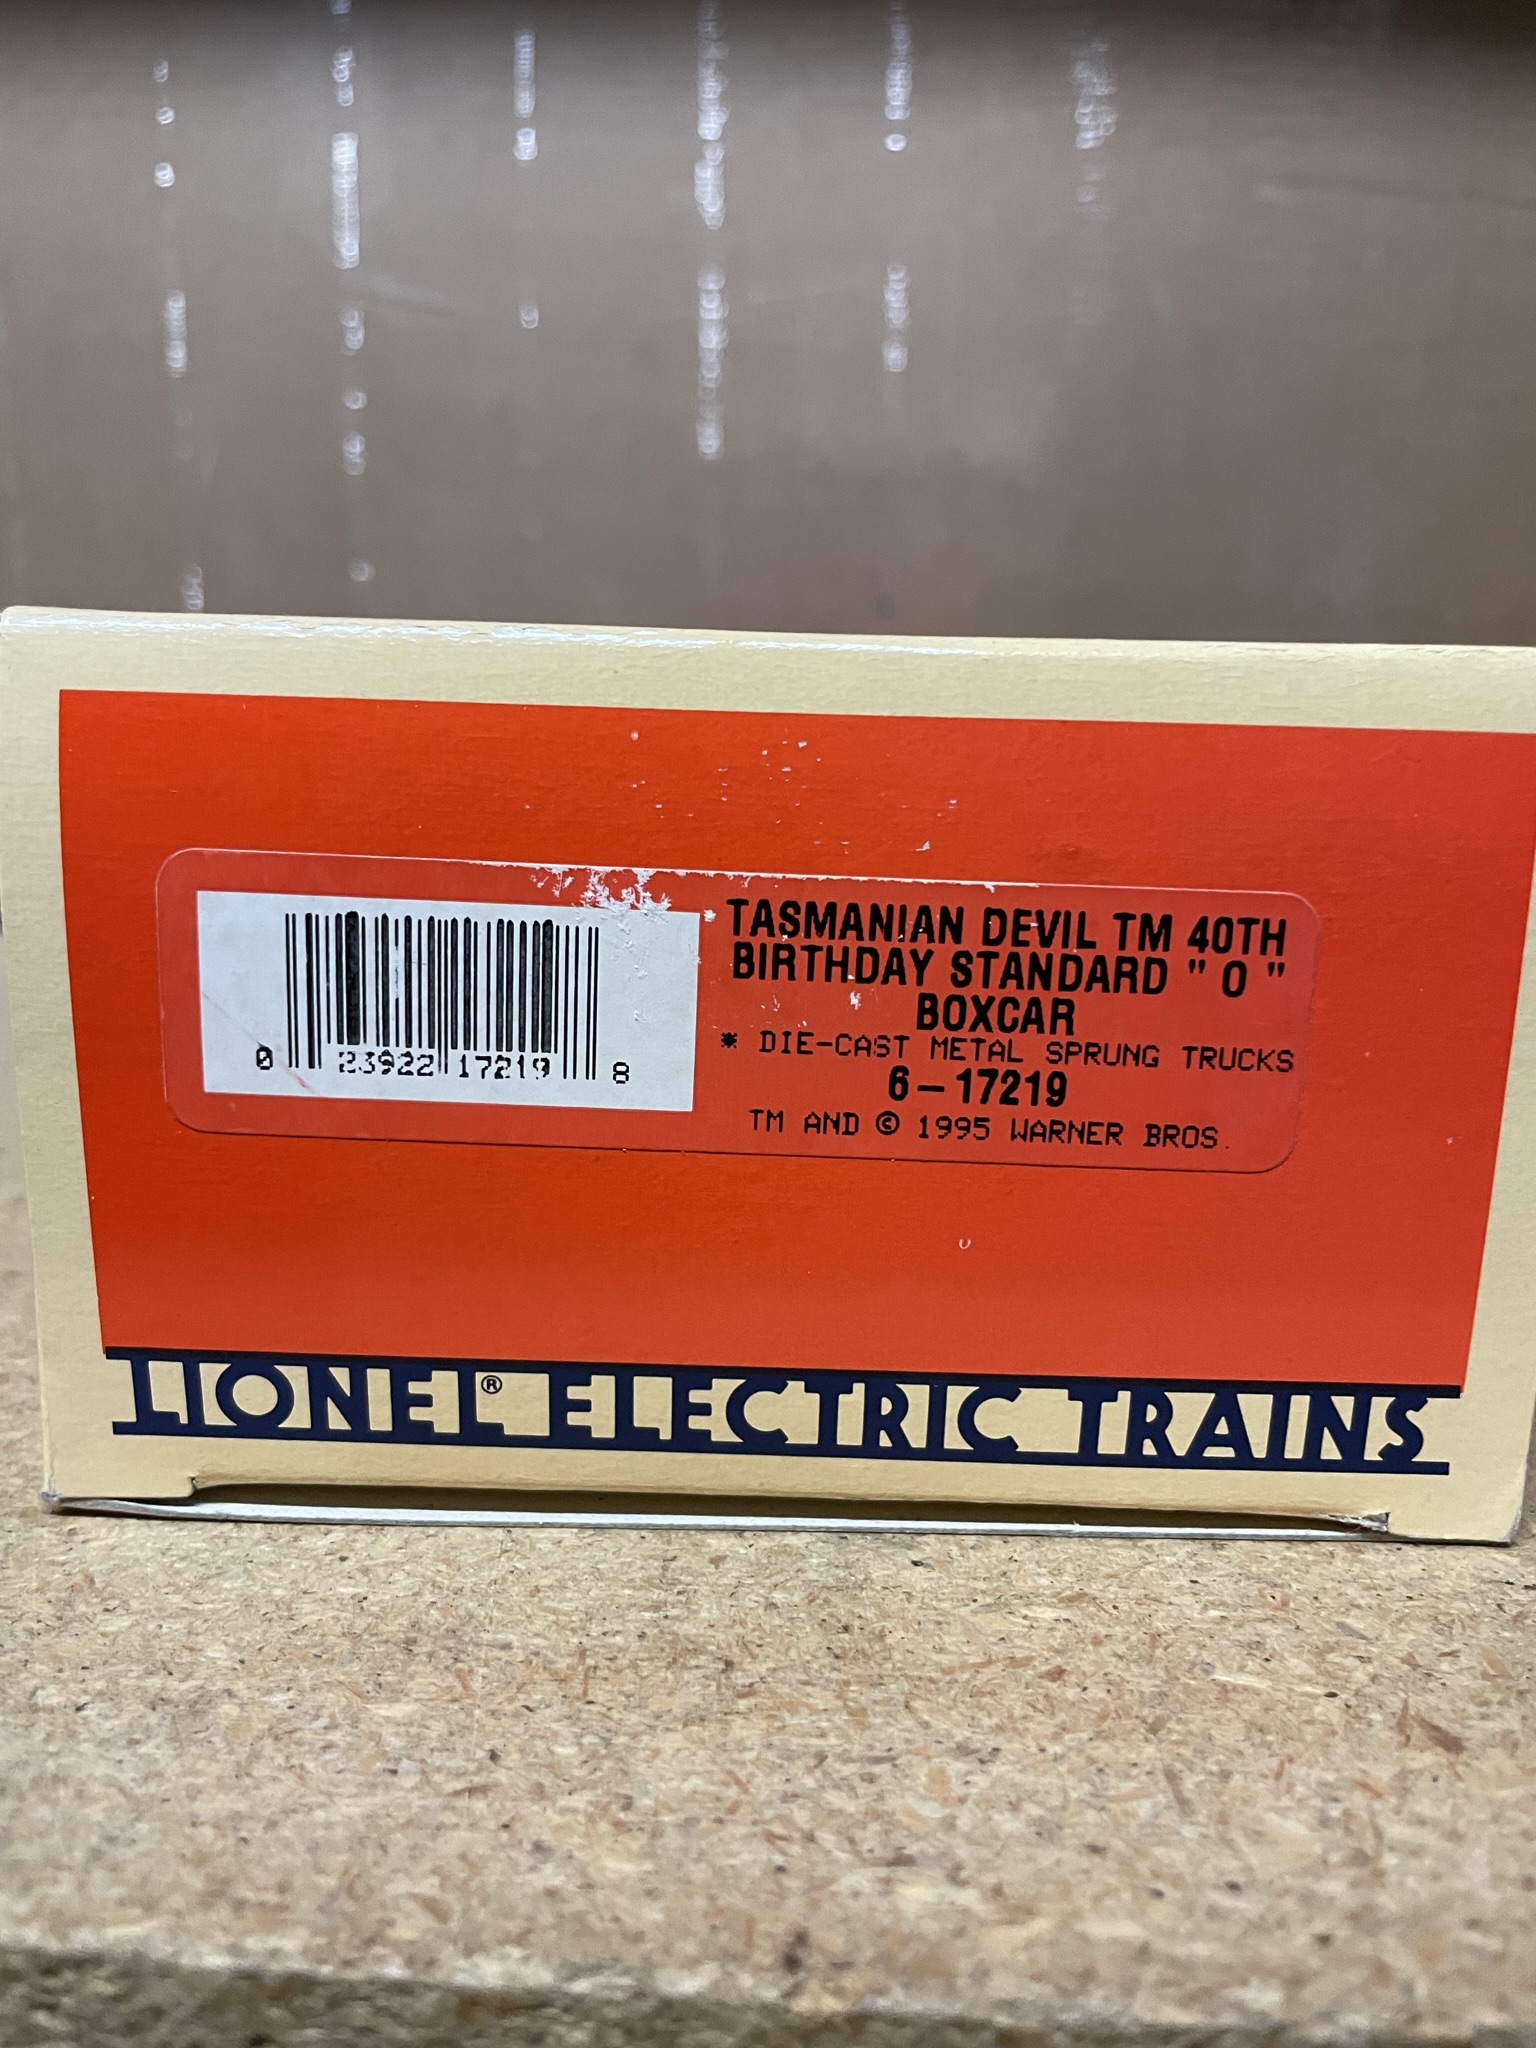 TASMANIAN DEVIL TM 40TH
BIRTHDAY STANDARD " O "
BOXCAR
* DIE-CAST METAL SPRUNG TRUCKS
6-17219
TM AND © 1995 WARNER BROS.
0 23922 17219 8
LIONEL® ELECTRIC TRAINS